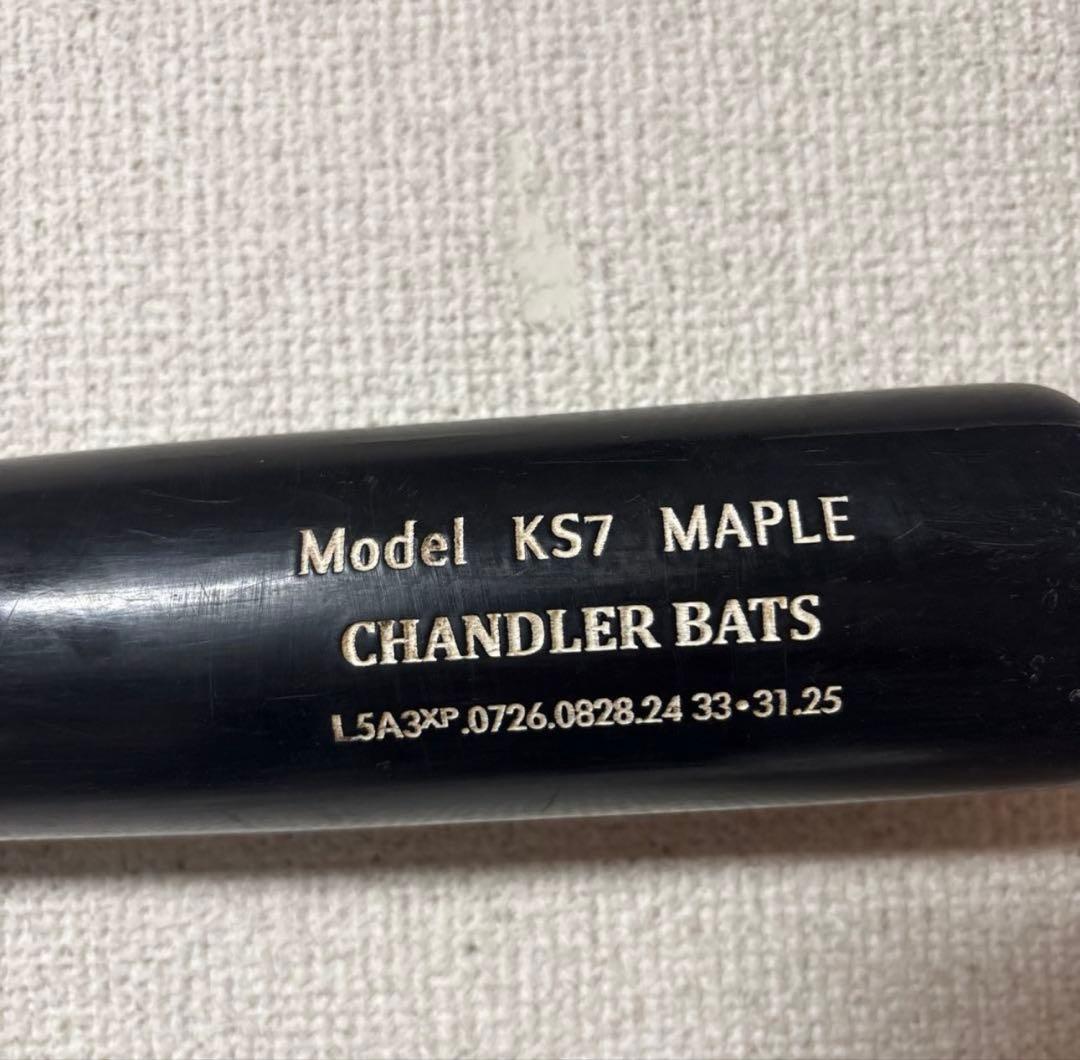 Model KS7 MAPLE
CHANDLER BATS
L5A3XP.0726.0828.24 33•31.25